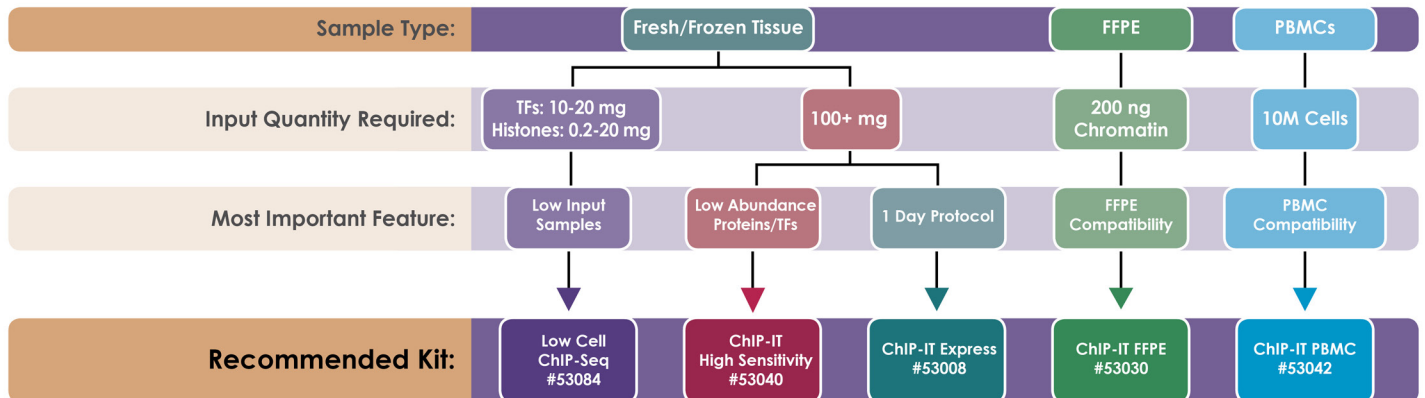 Sample Type:
Fresh/Frozen Tissue
FFPE
PBMCs
Input Quantity Required:
TFs: 10-20 mg
Histones: 0.2-20 mg
100+ mg
200 ng
Chromatin
10M Cells
Most Important Feature:
Low Input
Samples
Low Abundance
Proteins/TFs
1 Day Protocol
FFPE
Compatibility
PBMC
Compatibility
Recommended Kit:
Low Cell
ChIP-Seq
#53084
ChIP-IT
High Sensitivity
#53040
ChIP-IT Express
#53008
ChIP-IT FFPE
#53030
ChIP-IT PBMC
#53042